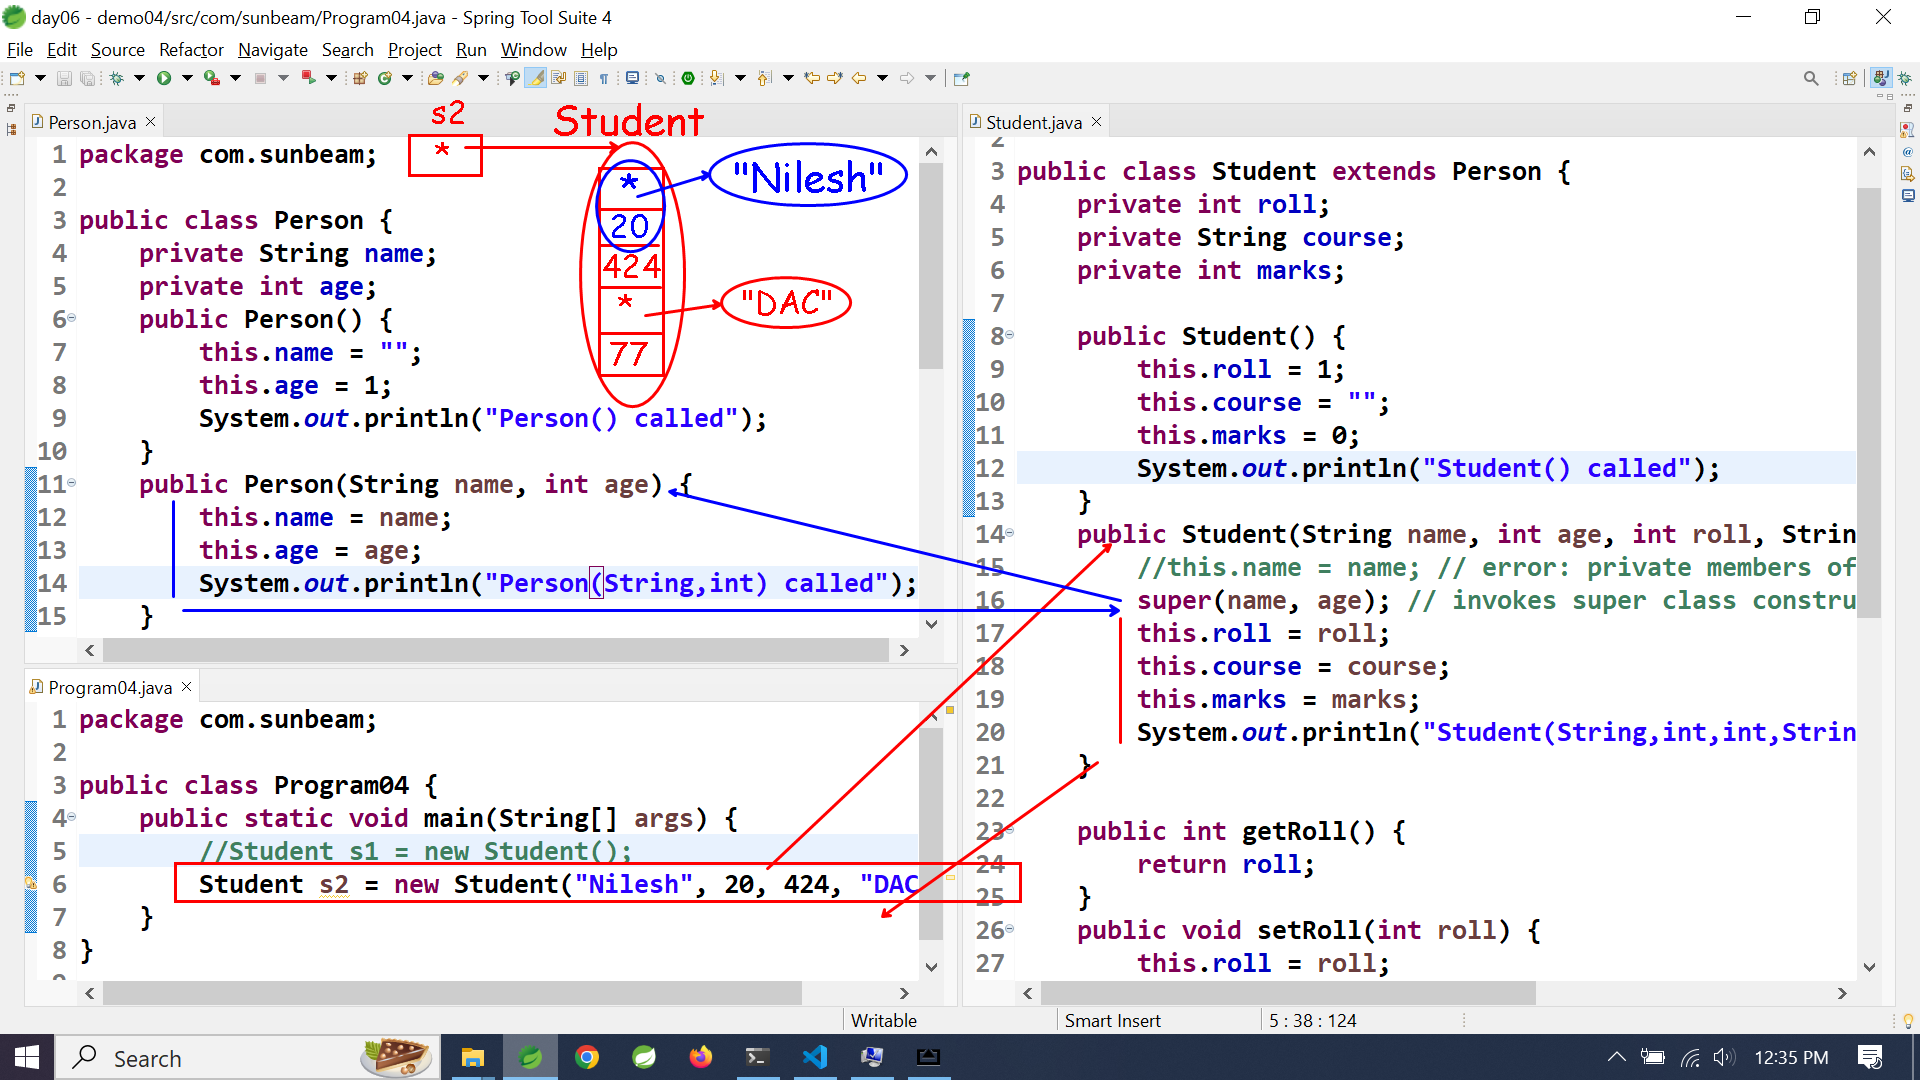 day06 - demo04/src/com/sunbeam/Program04.java - Spring Tool Suite 4
File Edit Source Refactor Navigate Search Project Run Window Help
Person.java
s2
*
Student
*
"Nilesh"
20
424
*
"DAC"
77
1 package com.sunbeam;
2
3 public class Person {
4 private String name;
5 private int age;
6 public Person() {
7 this.name = "";
8 this.age = 1;
9 System.out.println("Person() called");
10 }
11 public Person(String name, int age) {
12 this.name = name;
13 this.age = age;
14 System.out.println("Person(String,int) called");
15 }
Program04.java
1 package com.sunbeam;
2
3 public class Program04 {
4 public static void main(String[] args) {
5 //Student s1 = new Student();
6 Student s2 = new Student("Nilesh", 20, 424, "DAC
7 }
8 }
Student.java
2
3 public class Student extends Person {
4 private int roll;
5 private String course;
6 private int marks;
7
8 public Student() {
9 this.roll = 1;
10 this.course = "";
11 this.marks = 0;
12 System.out.println("Student() called");
13 }
14 public Student(String name, int age, int roll, Strin
15 //this.name = name; // error: private members of
16 super(name, age); // invokes super class constru
17 this.roll = roll;
18 this.course = course;
19 this.marks = marks;
20 System.out.println("Student(String,int,int,Strin
21 }
22
23 public int getRoll() {
24 return roll;
25 }
26 public void setRoll(int roll) {
27 this.roll = roll;
Writable Smart Insert 5 : 38 : 124
Search 12:35 PM